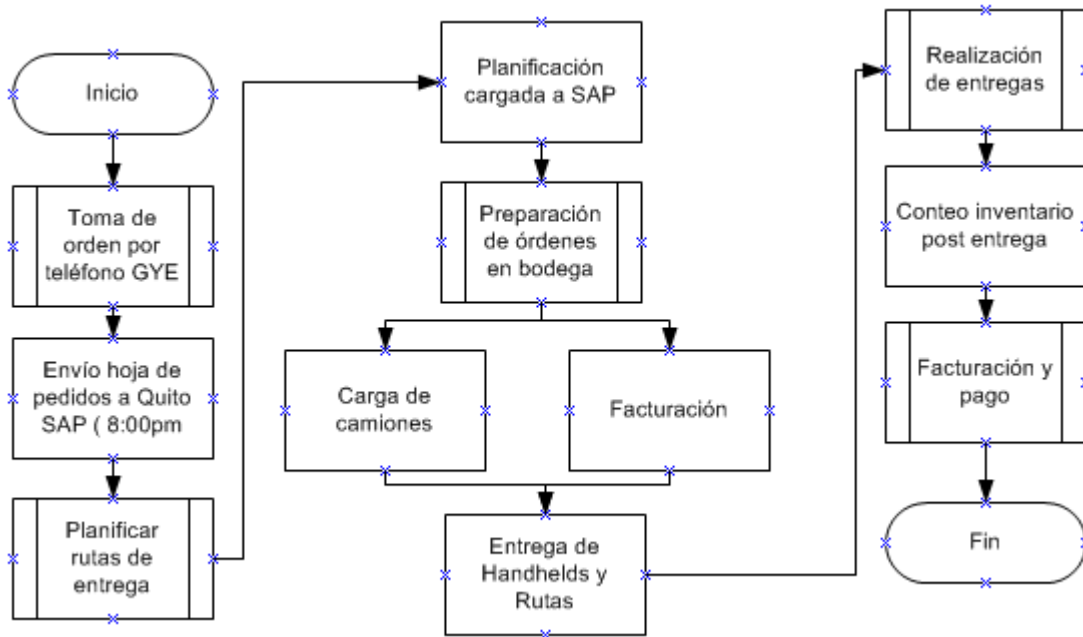 Inicio
Toma de
orden por
teléfono GYE
Envío hoja de
pedidos a Quito
SAP ( 8:00pm
Planificar
rutas de
entrega
Planificación
cargada a SAP
Preparación
de órdenes
en bodega
Carga de
camiones
Facturación
Entrega de
Handhelds y
Rutas
Realización
de entregas
Conteo inventario
post entrega
Facturación y
pago
Fin